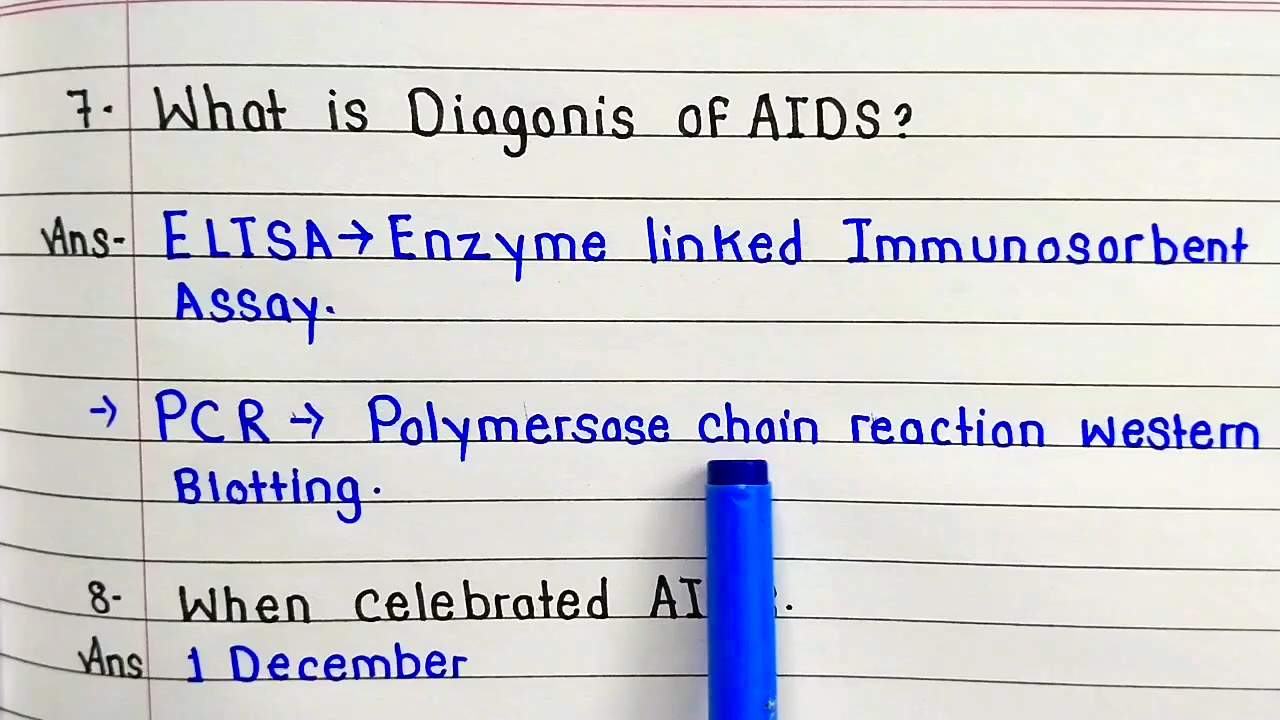 7. What is Diagonis of AIDS?
Ans- ELISA → Enzyme linked Immunosorbent
Assay.
→ PCR → Polymersase chain reaction western
Blotting.
8- When celebrated
Ans 1 December